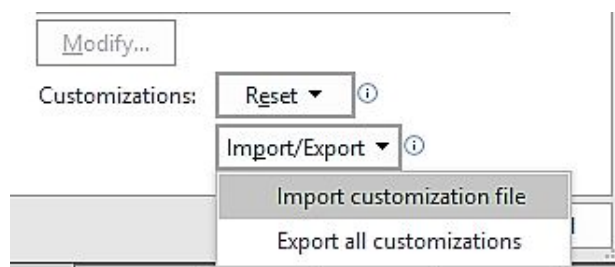 Modify...
Customizations: Reset
Import/Export
Import customization file
Export all customizations